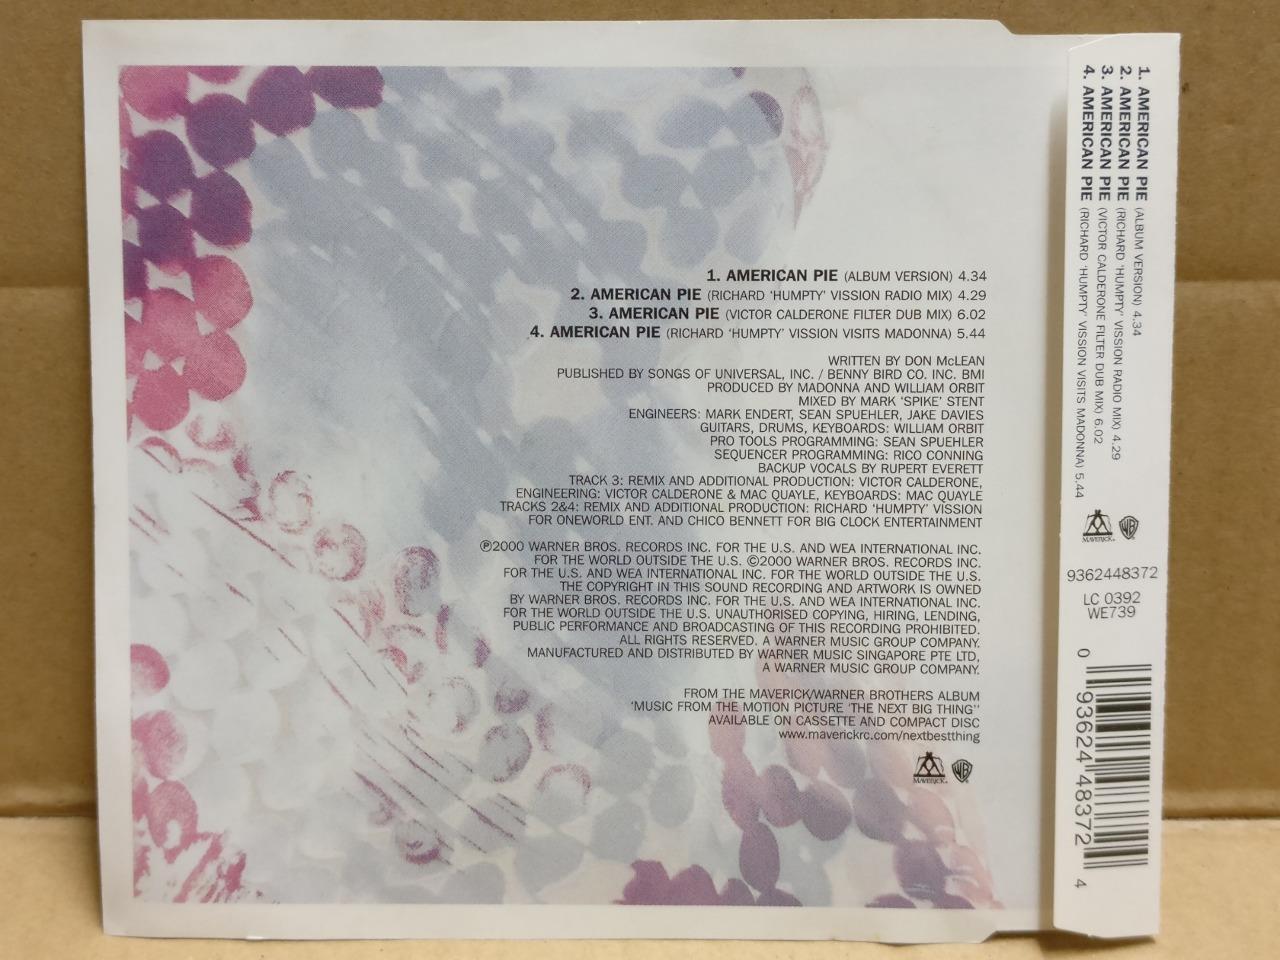 1. AMERICAN PIE (ALBUM VERSION) 4.34
2. AMERICAN PIE (RICHARD 'HUMPTY' VISSION RADIO MIX) 4.29
3. AMERICAN PIE (VICTOR CALDERONE FILTER DUB MIX) 6.02
4. AMERICAN PIE (RICHARD 'HUMPTY' VISSION VISITS MADONNA) 5.44
WRITTEN BY DON McLEAN
PUBLISHED BY SONGS OF UNIVERSAL, INC. / BENNY BIRD CO. INC. BMI
PRODUCED BY MADONNA AND WILLIAM ORBIT
MIXED BY MARK 'SPIKE' STENT
ENGINEERS: MARK ENDERT, SEAN SPUEHLER, JAKE DAVIES
GUITARS, DRUMS, KEYBOARDS: WILLIAM ORBIT
PRO TOOLS PROGRAMMING: SEAN SPUEHLER
SEQUENCER PROGRAMMING: RICO CONNING
BACKUP VOCALS BY RUPERT EVERETT
TRACK 3: REMIX AND ADDITIONAL PRODUCTION: VICTOR CALDERONE,
ENGINEERING: VICTOR CALDERONE & MAC QUAYLE, KEYBOARDS: MAC QUAYLE
TRACKS 2&4: REMIX AND ADDITIONAL PRODUCTION: RICHARD 'HUMPTY' VISSION
FOR ONEWORLD ENT. AND CHICO BENNETT FOR BIG CLOCK ENTERTAINMENT
℗2000 WARNER BROS. RECORDS INC. FOR THE U.S. AND WEA INTERNATIONAL INC.
FOR THE WORLD OUTSIDE THE U.S. ©2000 WARNER BROS. RECORDS INC.
FOR THE U.S. AND WEA INTERNATIONAL INC. FOR THE WORLD OUTSIDE THE U.S.
THE COPYRIGHT IN THIS SOUND RECORDING AND ARTWORK IS OWNED
BY WARNER BROS. RECORDS INC. FOR THE U.S. AND WEA INTERNATIONAL INC.
FOR THE WORLD OUTSIDE THE U.S. UNAUTHORISED COPYING, HIRING, LENDING,
PUBLIC PERFORMANCE AND BROADCASTING OF THIS RECORDING PROHIBITED.
ALL RIGHTS RESERVED. A WARNER MUSIC GROUP COMPANY.
MANUFACTURED AND DISTRIBUTED BY WARNER MUSIC SINGAPORE PTE LTD,
A WARNER MUSIC GROUP COMPANY.
FROM THE MAVERICK/WARNER BROTHERS ALBUM
'MUSIC FROM THE MOTION PICTURE 'THE NEXT BIG THING''
AVAILABLE ON CASSETTE AND COMPACT DISC
www.maverickrc.com/nextbestthing
MAVERICK WB
1. AMERICAN PIE (ALBUM VERSION) 4.34
2. AMERICAN PIE (RICHARD 'HUMPTY' VISSION RADIO MIX) 4.29
3. AMERICAN PIE (VICTOR CALDERONE FILTER DUB MIX) 6.02
4. AMERICAN PIE (RICHARD 'HUMPTY' VISSION VISITS MADONNA) 5.44
MAVERICK WB
9362448372
LC 0392
WE739
0 93624 48372 4